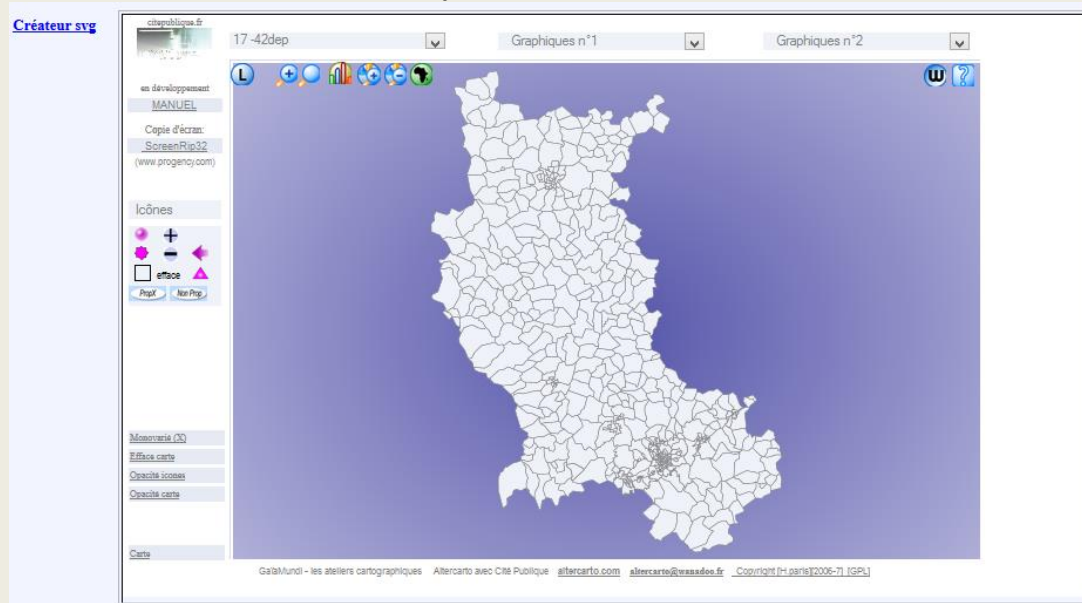 Créateur svg
citepublique.fr
17 -42dep
Graphiques n°1
Graphiques n°2
L
W
?
en développement
MANUEL
Copie d'écran:
ScreenRip32
(www.progency.com)
Icônes
efface
PropX
Non Prop
Monovarié (X)
Efface carte
Opacité icones
Opacité carte
Carte
GaïaMundi - les ateliers cartographiques Altercarto avec Cité Publique altercarto.com altercarto@wanadoo.fr Copyright [H.paris][2006-7] [GPL]